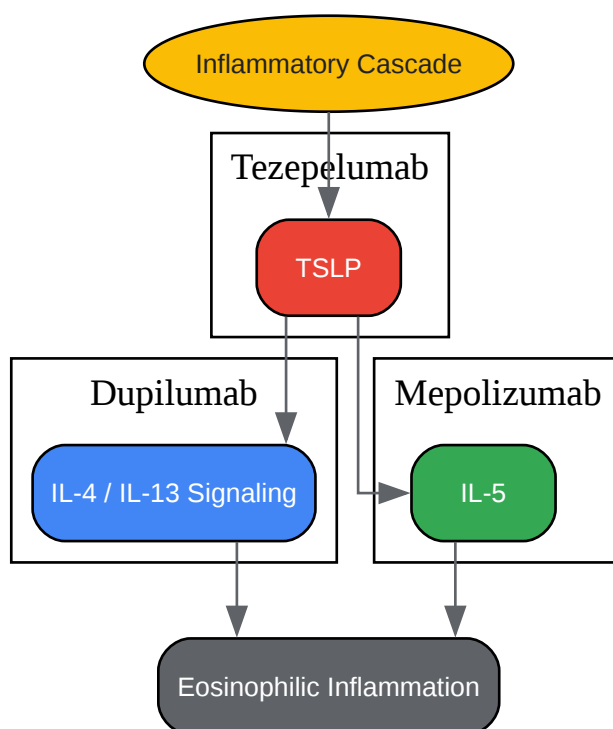 Inflammatory Cascade
Tezepelumab
TSLP
Dupilumab
Mepolizumab
IL-4 / IL-13 Signaling
IL-5
Eosinophilic Inflammation